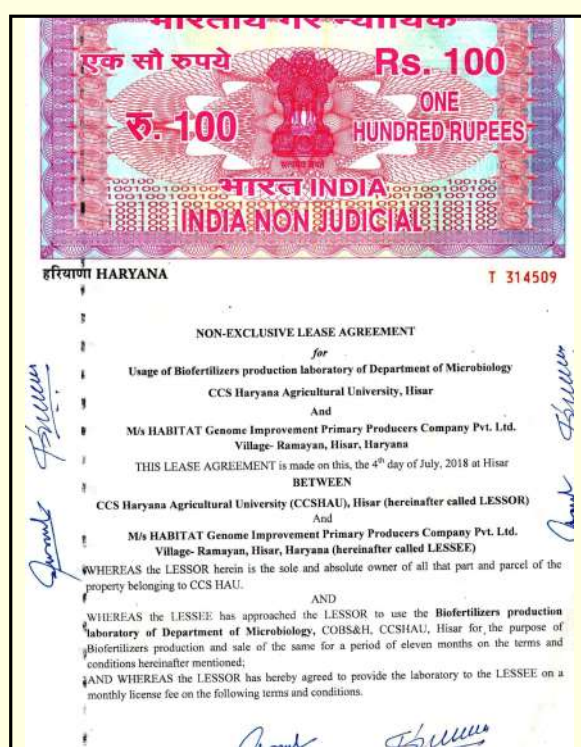 भारतीय गैर न्यायिक
एक सौ रुपये Rs. 100
रु. 100 ONE
HUNDRED RUPEES
सत्यमेव जयते
भारत INDIA
INDIA NON JUDICIAL
हरियाणा HARYANA
T 314509
NON-EXCLUSIVE LEASE AGREEMENT
for
Usage of Biofertilizers production laboratory of Department of Microbiology
CCS Haryana Agricultural University, Hisar
And
M/s HABITAT Genome Improvement Primary Producers Company Pvt. Ltd.
Village- Ramayan, Hisar, Haryana
THIS LEASE AGREEMENT is made on this, the 4th day of July, 2018 at Hisar
BETWEEN
CCS Haryana Agricultural University (CCSHAU), Hisar (hereinafter called LESSOR)
And
M/s HABITAT Genome Improvement Primary Producers Company Pvt. Ltd.
Village- Ramayan, Hisar, Haryana (hereinafter called LESSEE)
WHEREAS the LESSOR herein is the sole and absolute owner of all that part and parcel of the
property belonging to CCS HAU.
AND
WHEREAS the LESSEE has approached the LESSOR to use the Biofertilizers production
laboratory of Department of Microbiology, COBS&H, CCSHAU, Hisar for the purpose of
Biofertilizers production and sale of the same for a period of eleven months on the terms and
conditions hereinafter mentioned;
AND WHEREAS the LESSOR has hereby agreed to provide the laboratory to the LESSEE on a
monthly license fee on the following terms and conditions.